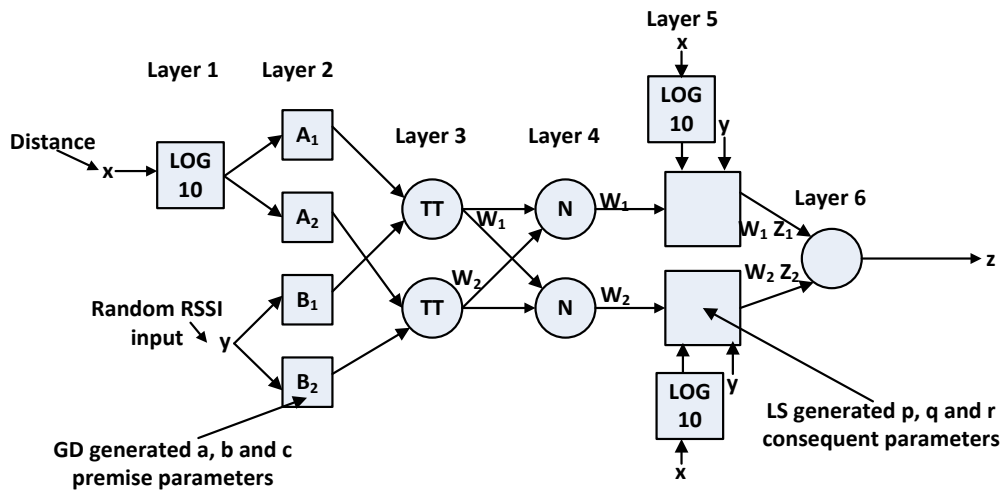 Layer 5
x
Layer 1
Layer 2
LOG
10
A₁
Layer 3
Layer 4
y
Distance
x
LOG
10
A₂
TT
W₁
N
W₁
Layer 6
W₁ Z₁
z
B₁
W₂
W₂ Z₂
Random RSSI
input
y
TT
N
W₂
B₂
LOG
10
y
x
GD generated a, b and c
premise parameters
LS generated p, q and r
consequent parameters